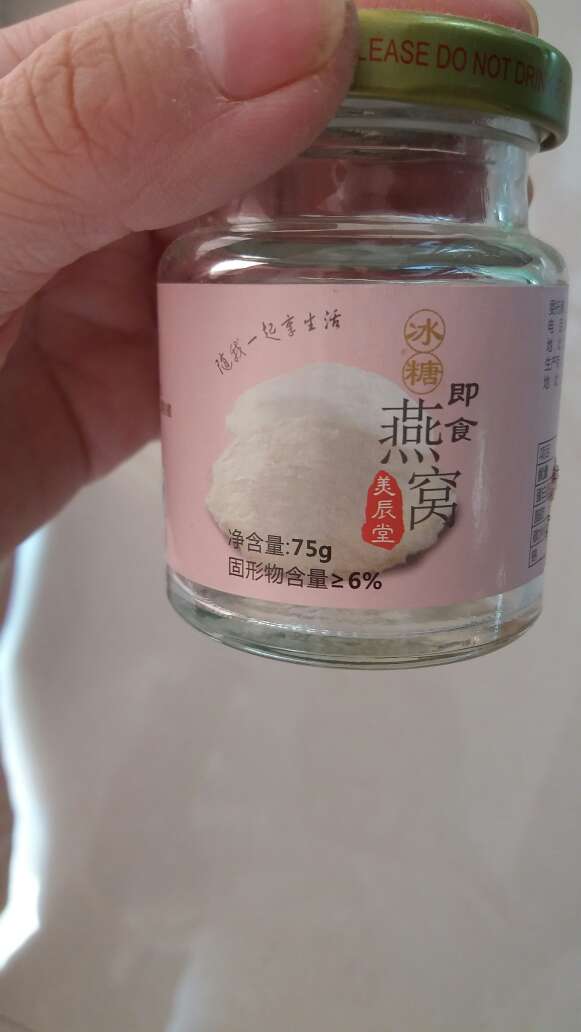 LEASE DO NOT DRIN
随我一起享生活
冰糖
即食
燕窝
美辰堂
净含量:75g
固形物含量≥6%